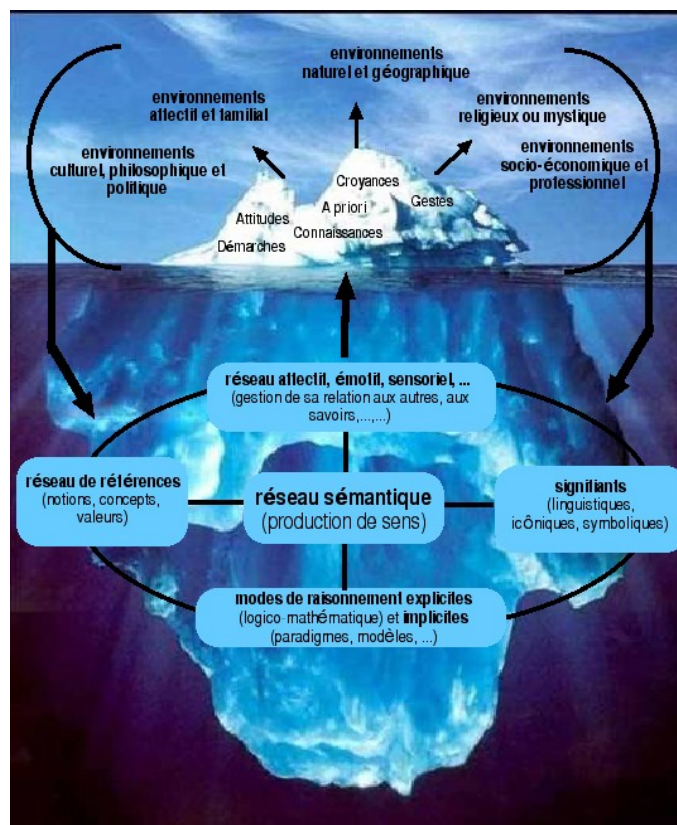 environnements
naturel et géographique
environnements
affectif et familial
environnements
religieux ou mystique
environnements
culturel, philosophique et
politique
environnements
socio-économique et
professionnel
Croyances
Gestes
A priori
Attitudes
Connaissances
Démarches
réseau affectif, émotif, sensoriel, ...
(gestion de sa relation aux autres, aux
savoirs,...,...)
réseau de références
(notions, concepts,
valeurs)
réseau sémantique
(production de sens)
signifiants
(linguistiques,
icôniques, symboliques)
modes de raisonnement explicites
(logico-mathématique) et implicites
(paradigmes, modèles, ...)